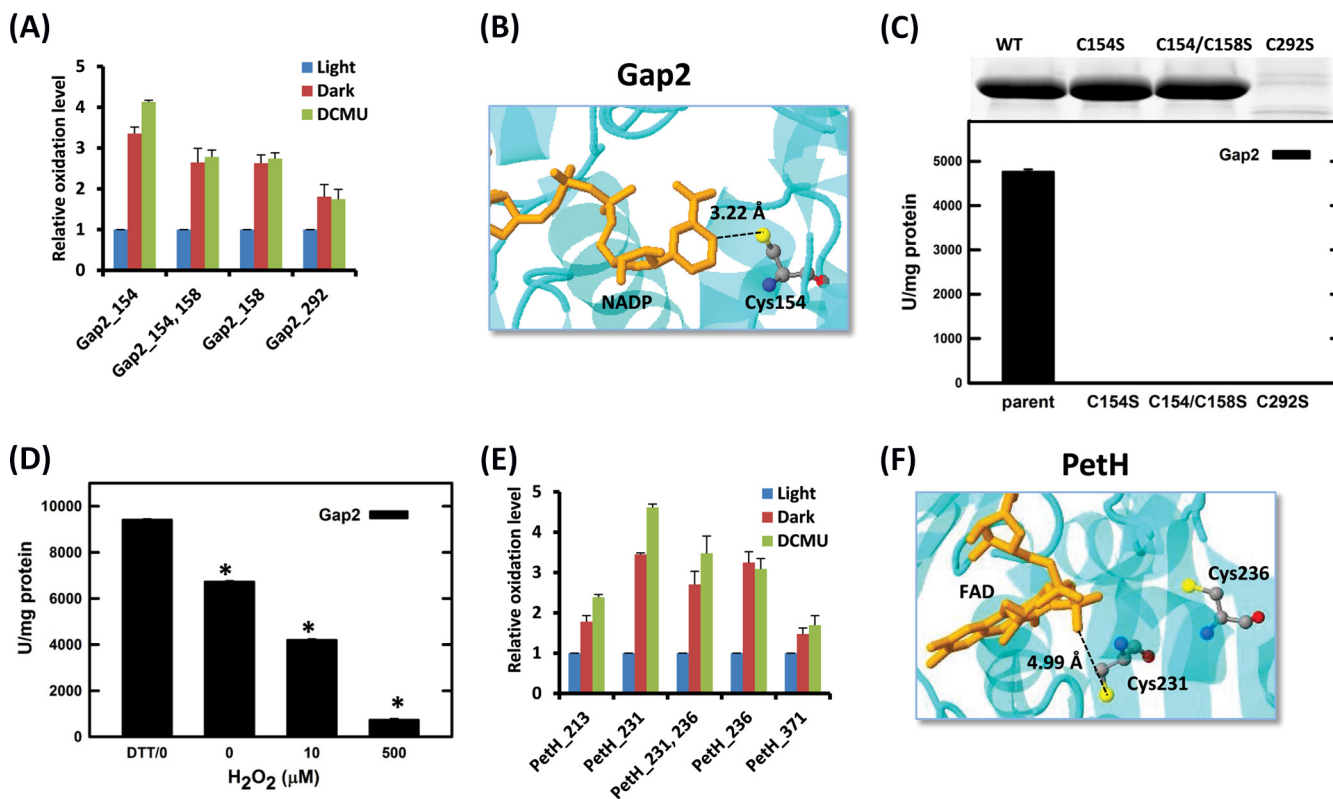 (A)
Relative oxidation level
5
4
3
2
1
0
Light
Dark
DCMU
Gap2_154
Gap2_154, 158
Gap2_158
Gap2_292
(B)
Gap2
3.22 Å
NADP
Cys154
(C)
WT C154S C154/C158S C292S
U/mg protein
5000
4000
3000
2000
1000
0
Gap2
parent C154S C154/C158S C292S
(D)
U/mg protein
10000
8000
6000
4000
2000
0
Gap2
*
*
*
DTT/0 0 10 500
H₂O₂ (μM)
(E)
Relative oxidation level
5
4
3
2
1
0
Light
Dark
DCMU
PetH_213
PetH_231
PetH_231, 236
PetH_236
PetH_371
(F)
PetH
FAD
Cys236
4.99 Å
Cys231